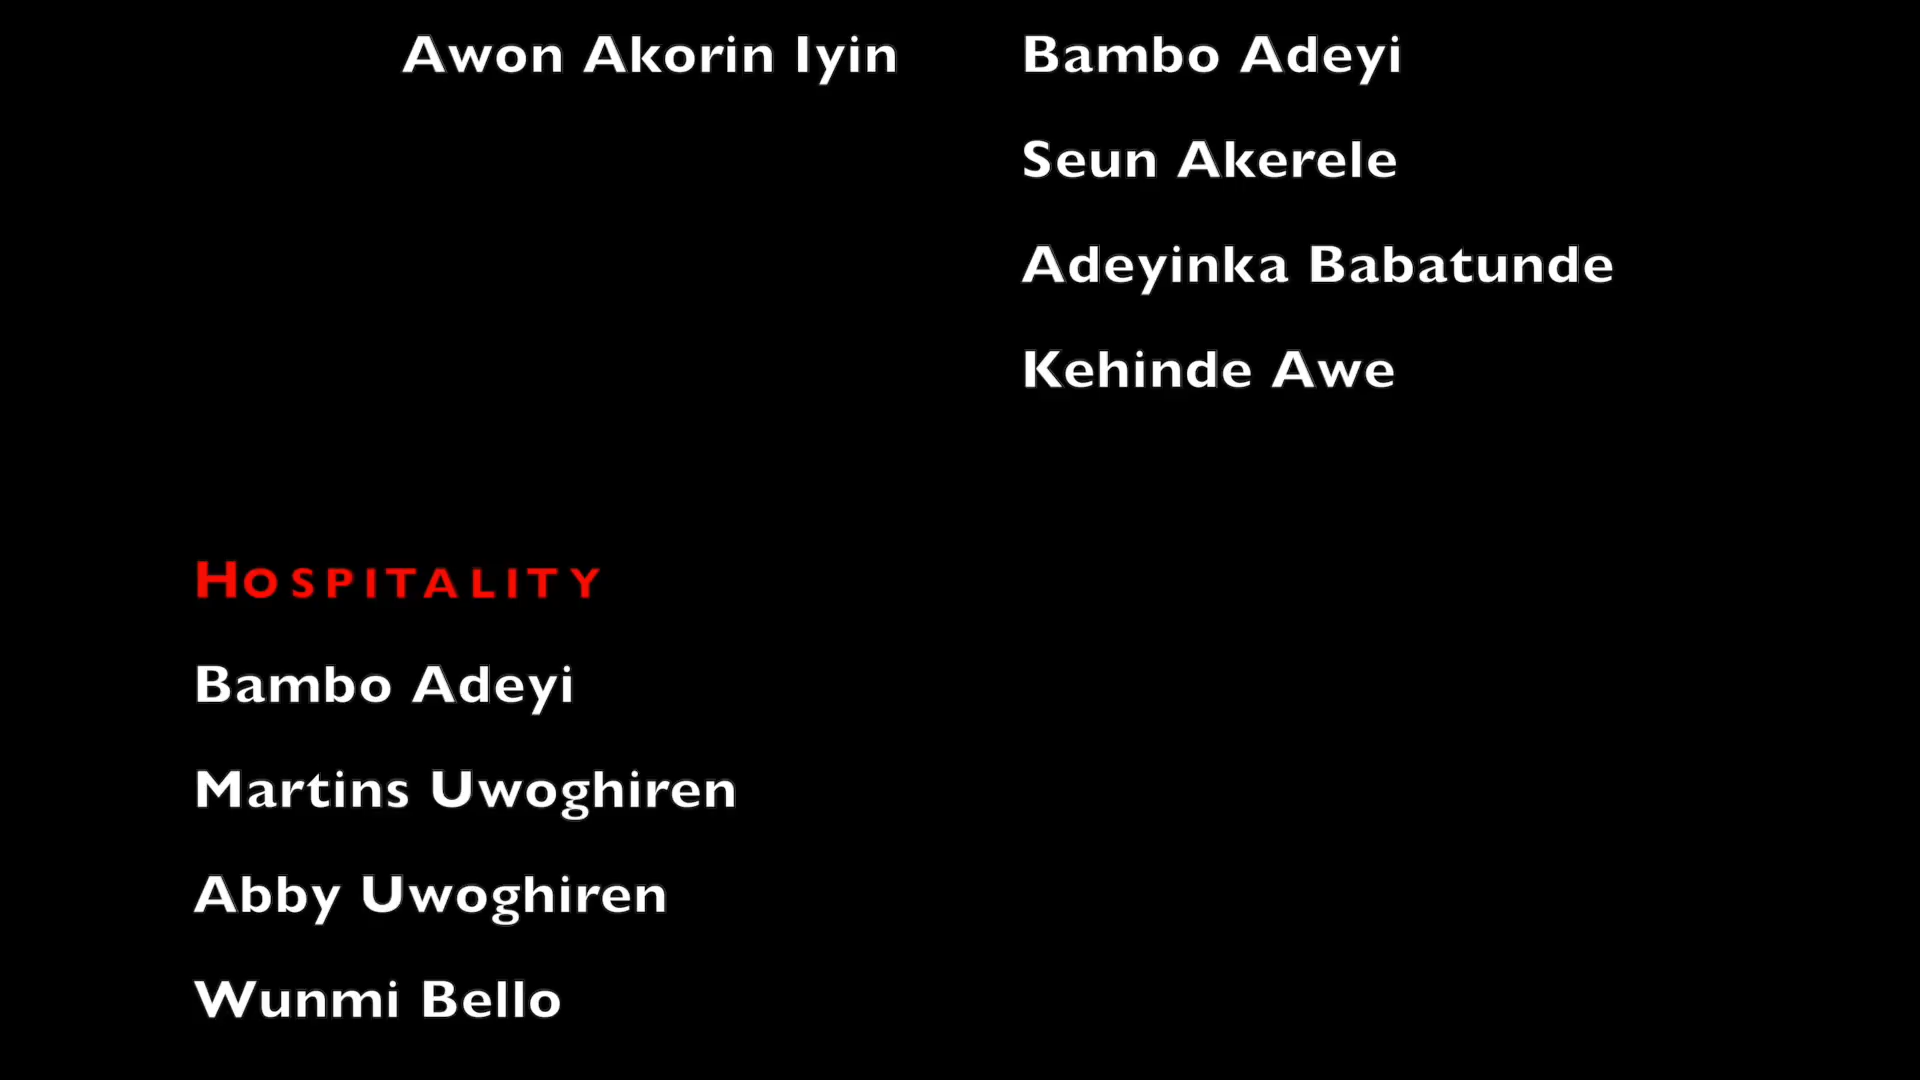 Awon Akorin Iyin Bambo Adeyi
Seun Akerele
Adeyinka Babatunde
Kehinde Awe
HOSPITALITY
Bambo Adeyi
Martins Uwoghiren
Abby Uwoghiren
Wunmi Bello